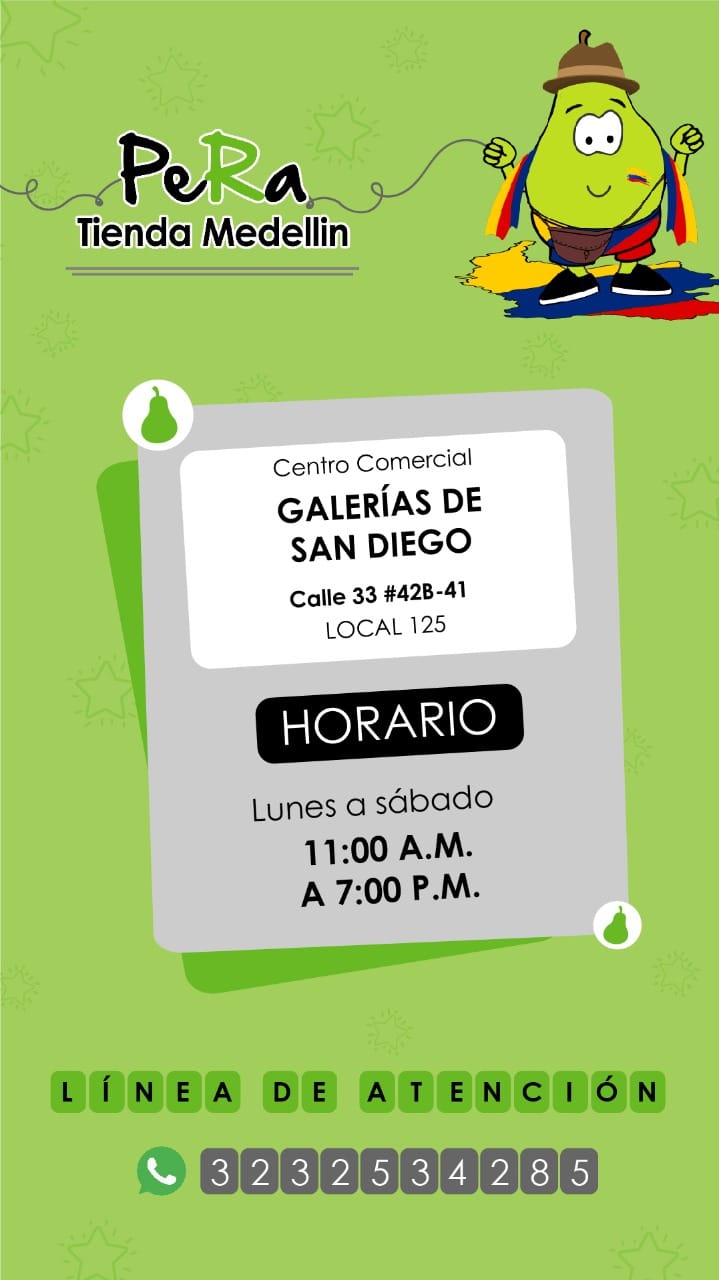 PeRa
Tienda Medellin
Centro Comercial
GALERÍAS DE
SAN DIEGO
Calle 33 #42B-41
LOCAL 125
HORARIO
Lunes a sábado
11:00 A.M.
A 7:00 P.M.
LÍNEA DE ATENCIÓN
3232534285